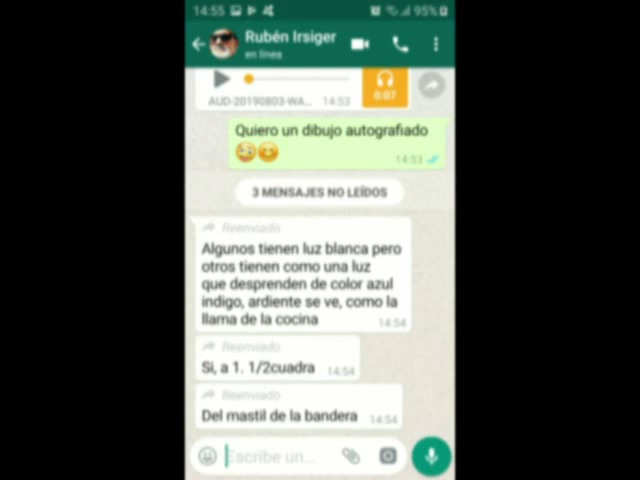 14:55 95%
Rubén Irsiger
en línea
0:07
AUD-20190803-WA... 14:53
Quiero un dibujo autografiado
14:53
3 MENSAJES NO LEÍDOS
Reenviado
Algunos tienen luz blanca pero
otros tienen como una luz
que desprenden de color azul
indigo, ardiente se ve, como la
llama de la cocina
14:54
Reenviado
Si, a 1. 1/2cuadra 14:54
Reenviado
Del mastil de la bandera 14:54
Escribe un...